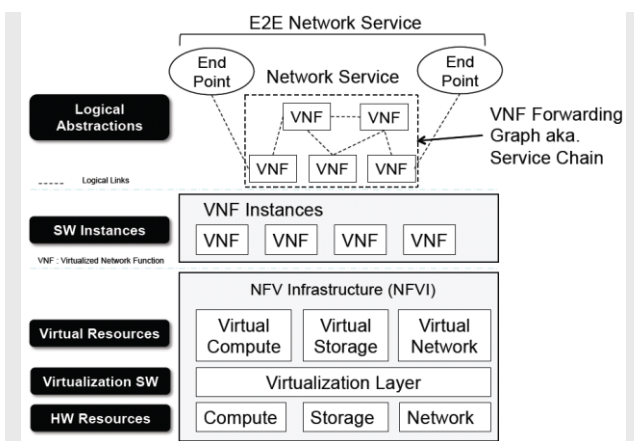 E2E Network Service
End
Point
Network Service
End
Point
Logical
Abstractions
VNF
VNF
VNF Forwarding
Graph aka.
Service Chain
VNF
VNF
VNF
Logical Links
VNF Instances
SW Instances
VNF
VNF
VNF
VNF
VNF : Virtualized Network Function
NFV Infrastructure (NFVI)
Virtual Resources
Virtual
Compute
Virtual
Storage
Virtual
Network
Virtualization SW
Virtualization Layer
HW Resources
Compute
Storage
Network